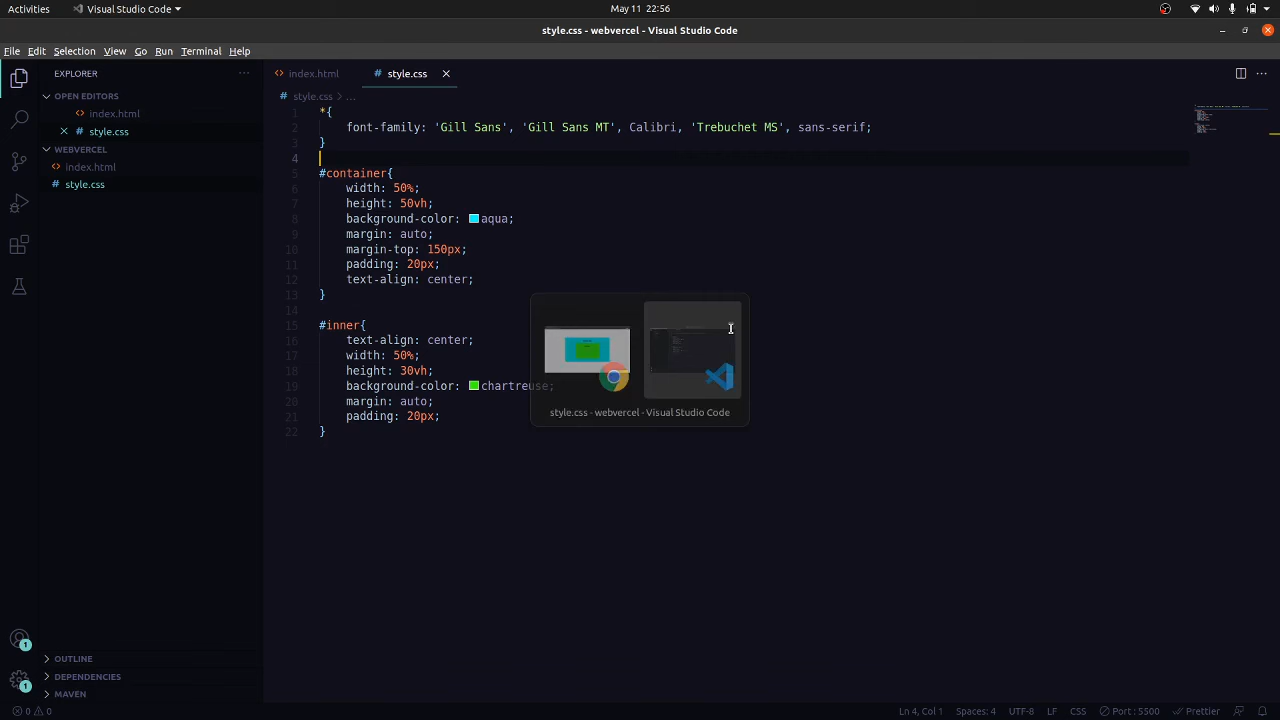 Activities
Visual Studio Code
May 11 22:56
style.css - webvercel - Visual Studio Code
File Edit Selection View Go Run Terminal Help
EXPLORER
OPEN EDITORS
index.html
style.css
WEBVERCEL
index.html
style.css
OUTLINE
DEPENDENCIES
MAVEN
1
1
index.html
style.css
style.css > ...
1 *{
2 font-family: 'Gill Sans', 'Gill Sans MT', Calibri, 'Trebuchet MS', sans-serif;
3 }
4
5 #container{
6 width: 50%;
7 height: 50vh;
8 background-color: aqua;
9 margin: auto;
10 margin-top: 150px;
11 padding: 20px;
12 text-align: center;
13 }
14
15 #inner{
16 text-align: center;
17 width: 50%;
18 height: 30vh;
19 background-color: chartreuse;
20 margin: auto;
21 padding: 20px;
22 }
style.css - webvercel - Visual Studio Code
0 0
Ln 4, Col 1 Spaces: 4 UTF-8 LF CSS Port : 5500 Prettier